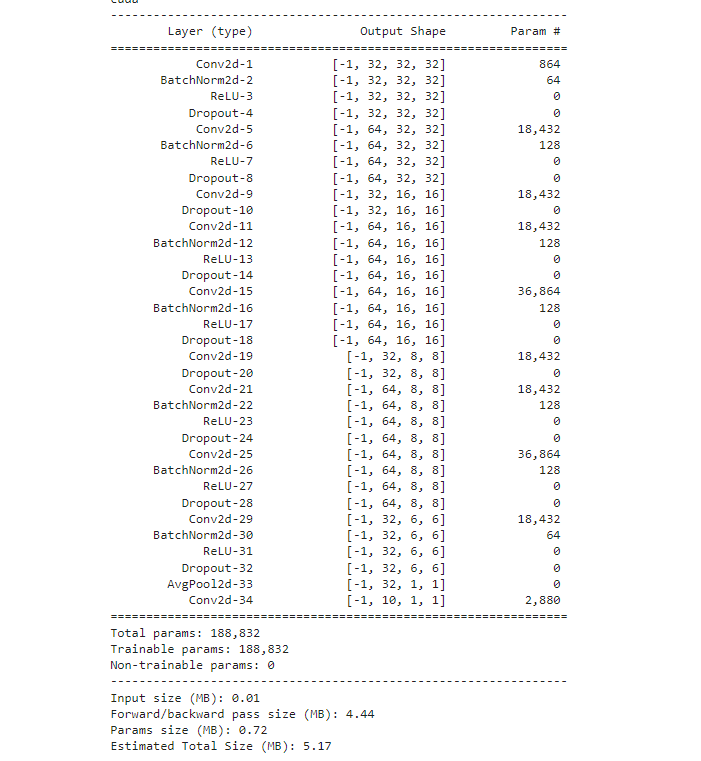 cuda
----------------------------------------------------------------
Layer (type) Output Shape Param #
================================================================
Conv2d-1 [-1, 32, 32, 32] 864
BatchNorm2d-2 [-1, 32, 32, 32] 64
ReLU-3 [-1, 32, 32, 32] 0
Dropout-4 [-1, 32, 32, 32] 0
Conv2d-5 [-1, 64, 32, 32] 18,432
BatchNorm2d-6 [-1, 64, 32, 32] 128
ReLU-7 [-1, 64, 32, 32] 0
Dropout-8 [-1, 64, 32, 32] 0
Conv2d-9 [-1, 32, 16, 16] 18,432
Dropout-10 [-1, 32, 16, 16] 0
Conv2d-11 [-1, 64, 16, 16] 18,432
BatchNorm2d-12 [-1, 64, 16, 16] 128
ReLU-13 [-1, 64, 16, 16] 0
Dropout-14 [-1, 64, 16, 16] 0
Conv2d-15 [-1, 64, 16, 16] 36,864
BatchNorm2d-16 [-1, 64, 16, 16] 128
ReLU-17 [-1, 64, 16, 16] 0
Dropout-18 [-1, 64, 16, 16] 0
Conv2d-19 [-1, 32, 8, 8] 18,432
Dropout-20 [-1, 32, 8, 8] 0
Conv2d-21 [-1, 64, 8, 8] 18,432
BatchNorm2d-22 [-1, 64, 8, 8] 128
ReLU-23 [-1, 64, 8, 8] 0
Dropout-24 [-1, 64, 8, 8] 0
Conv2d-25 [-1, 64, 8, 8] 36,864
BatchNorm2d-26 [-1, 64, 8, 8] 128
ReLU-27 [-1, 64, 8, 8] 0
Dropout-28 [-1, 64, 8, 8] 0
Conv2d-29 [-1, 32, 6, 6] 18,432
BatchNorm2d-30 [-1, 32, 6, 6] 64
ReLU-31 [-1, 32, 6, 6] 0
Dropout-32 [-1, 32, 6, 6] 0
AvgPool2d-33 [-1, 32, 1, 1] 0
Conv2d-34 [-1, 10, 1, 1] 2,880
================================================================
Total params: 188,832
Trainable params: 188,832
Non-trainable params: 0
----------------------------------------------------------------
Input size (MB): 0.01
Forward/backward pass size (MB): 4.44
Params size (MB): 0.72
Estimated Total Size (MB): 5.17